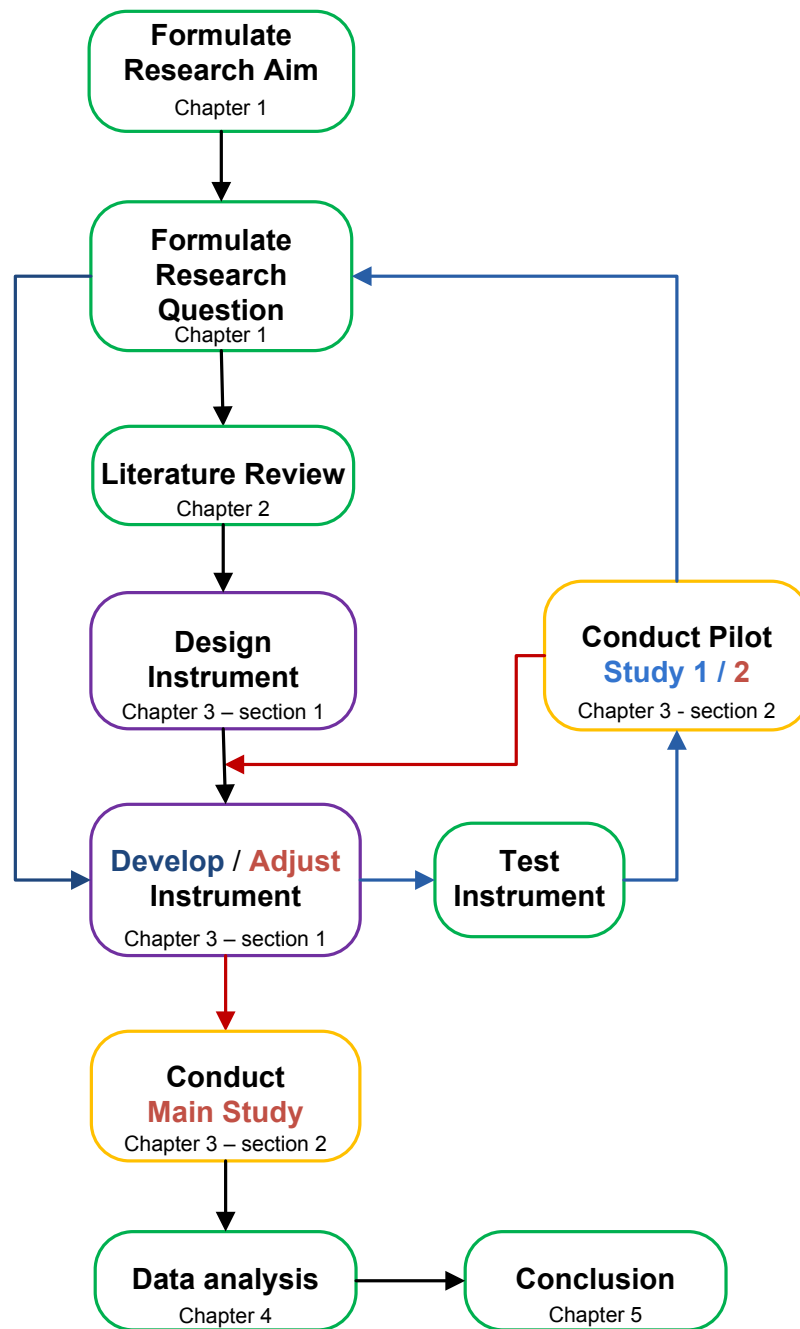 Formulate
Research Aim
Chapter 1
Formulate
Research
Question
Chapter 1
Literature Review
Chapter 2
Design
Instrument
Chapter 3 – section 1
Conduct Pilot
Study 1 / 2
Chapter 3 - section 2
Develop / Adjust
Instrument
Chapter 3 – section 1
Test
Instrument
Conduct
Main Study
Chapter 3 – section 2
Data analysis
Chapter 4
Conclusion
Chapter 5